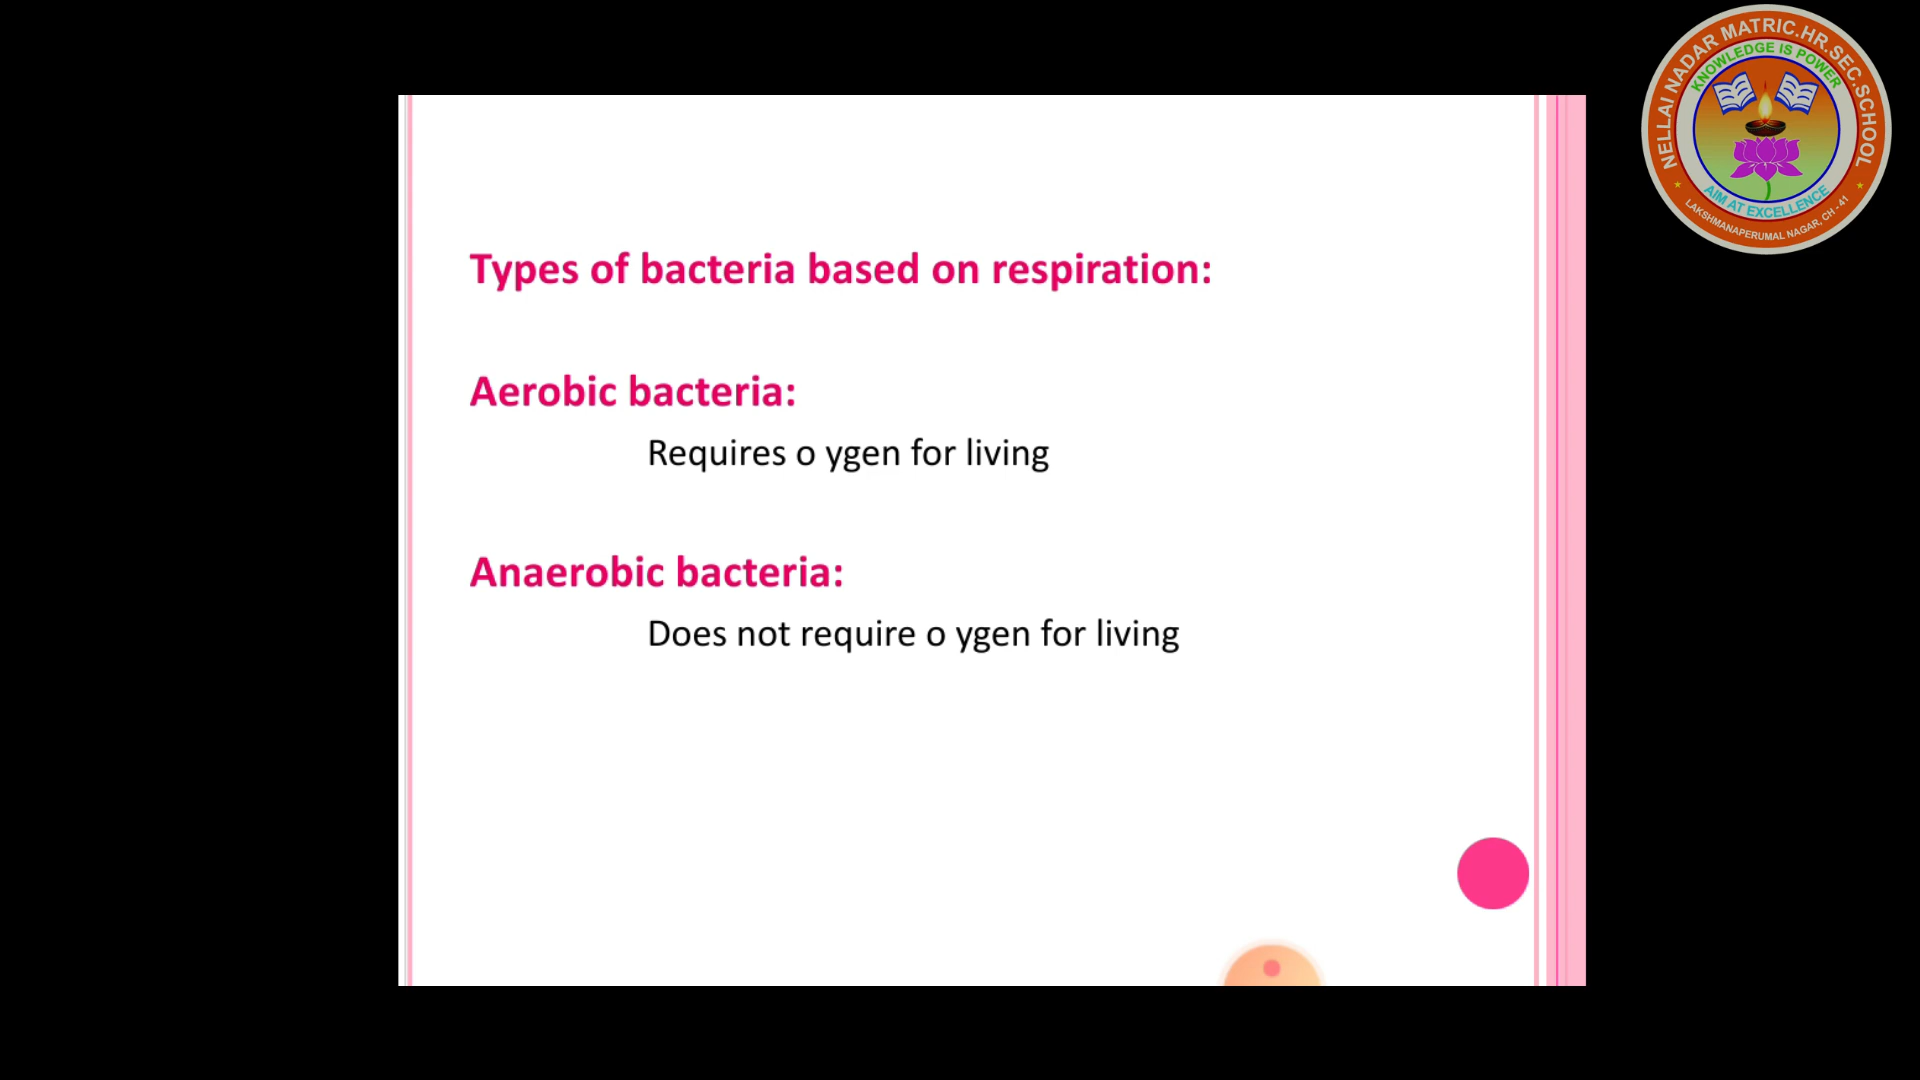 NELLAI NADAR MATRIC.HR.SEC.SCHOOL
KNOWLEDGE IS POWER
AIM AT EXCELLENCE
LAKSHMANAPERUMAL NAGAR, CH - 41
Types of bacteria based on respiration:
Aerobic bacteria:
Requires o ygen for living
Anaerobic bacteria:
Does not require o ygen for living